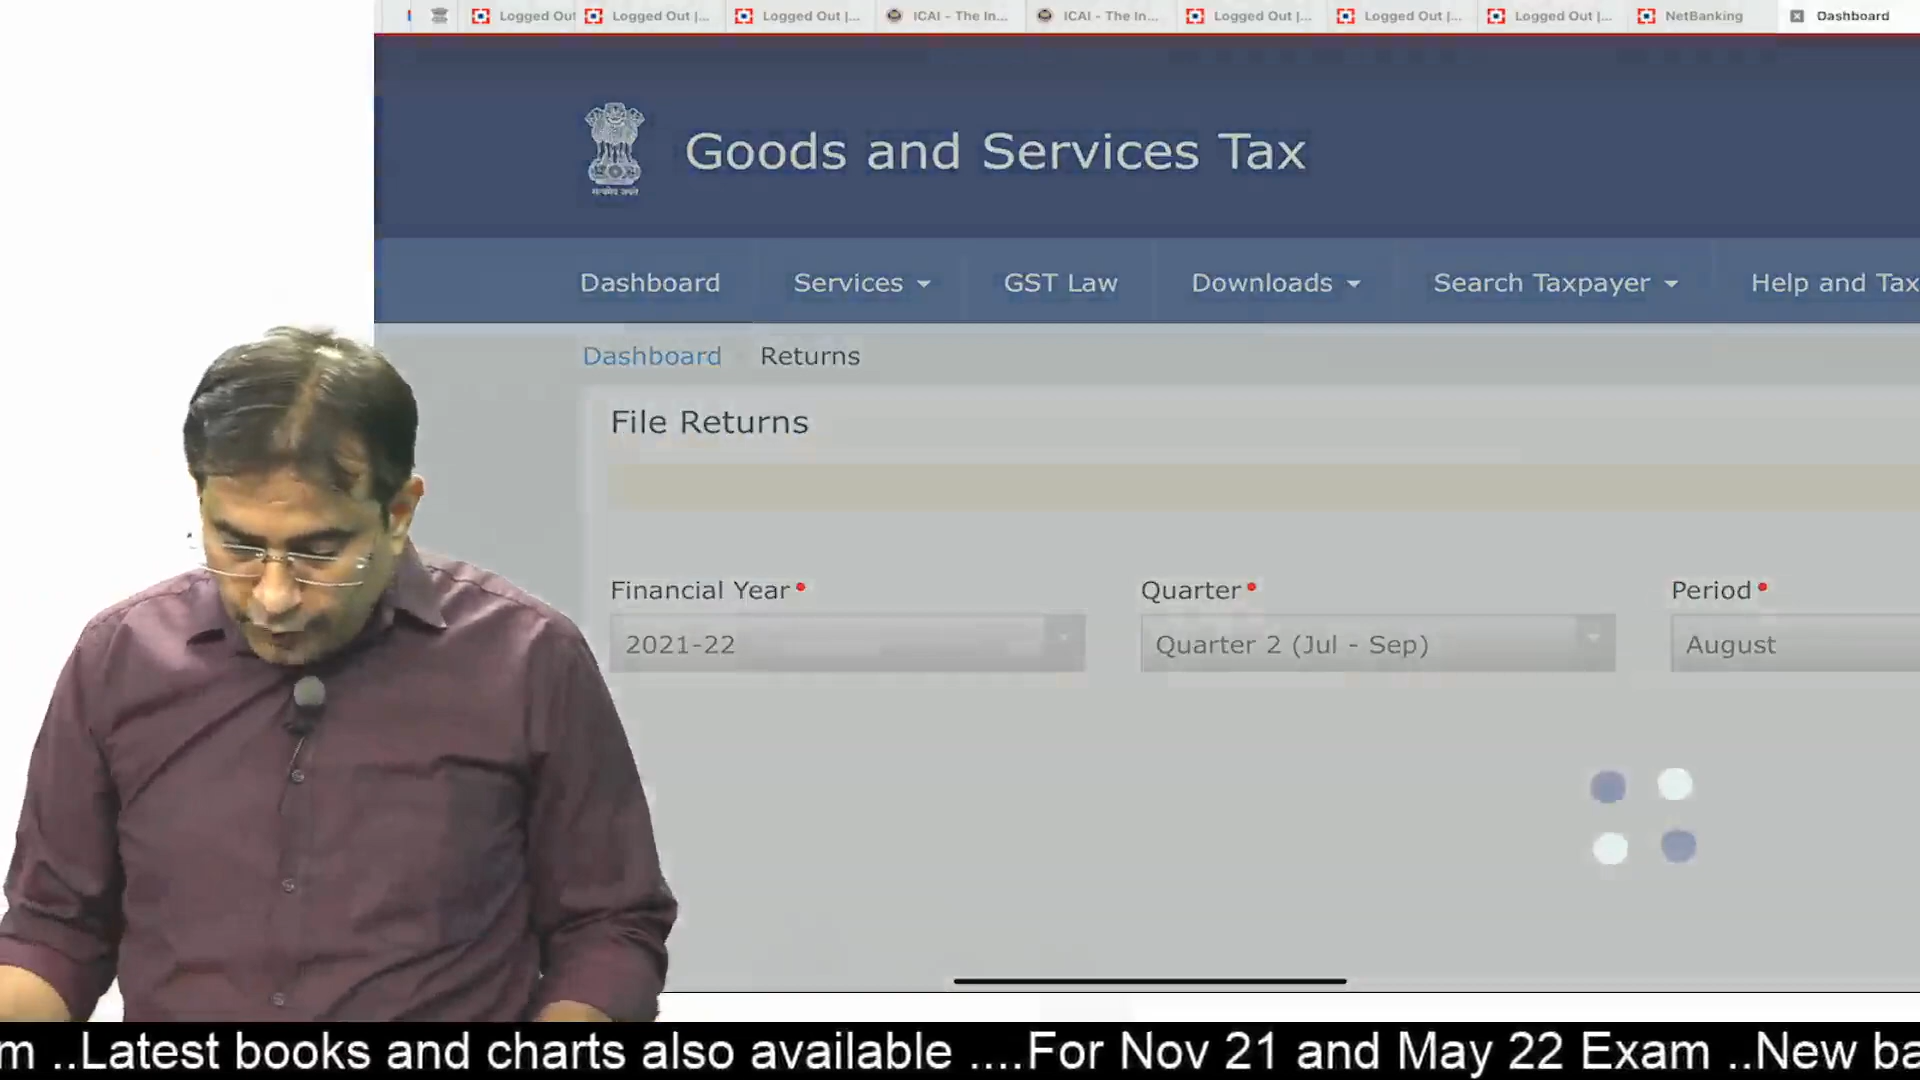 Logged Out
Logged Out |...
Logged Out |...
ICAI - The In...
ICAI - The In...
Logged Out |...
Logged Out |...
Logged Out |...
NetBanking
Dashboard
सत्यमेव जयते
Goods and Services Tax
Dashboard
Services
GST Law
Downloads
Search Taxpayer
Help and Tax
Dashboard
Returns
File Returns
Financial Year•
Quarter•
Period•
2021-22
Quarter 2 (Jul - Sep)
August
m ..Latest books and charts also available ....For Nov 21 and May 22 Exam ..New ba